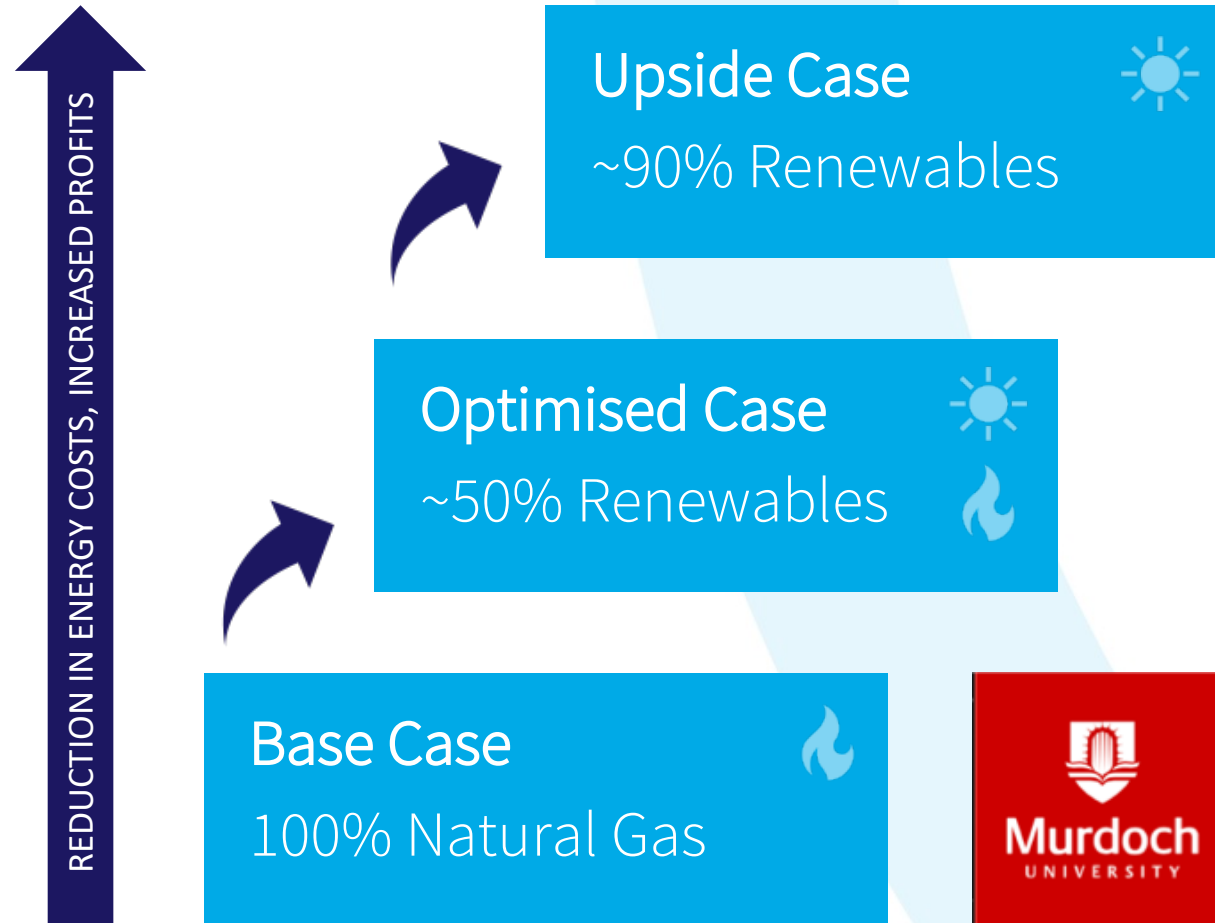 REDUCTION IN ENERGY COSTS, INCREASED PROFITS
Upside Case
~90% Renewables
Optimised Case
~50% Renewables
Base Case
100% Natural Gas
Murdoch
UNIVERSITY